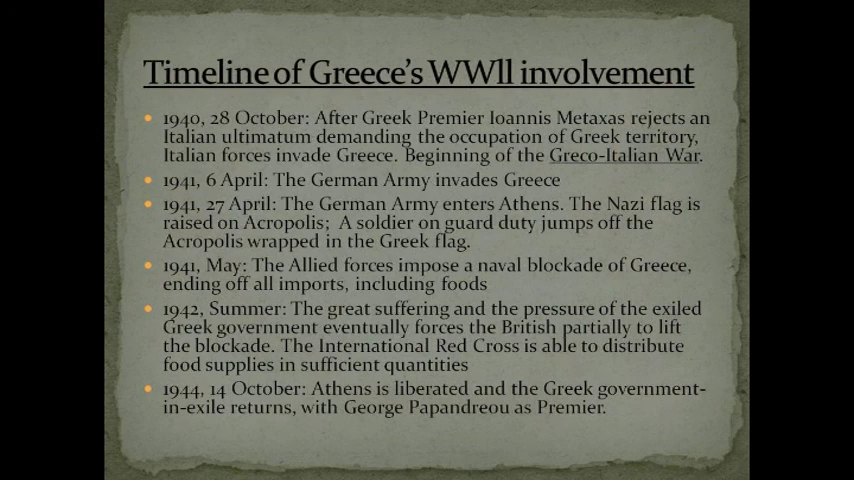 Timeline of Greece's WWll involvement
• 1940, 28 October: After Greek Premier Ioannis Metaxas rejects an
Italian ultimatum demanding the occupation of Greek territory,
Italian forces invade Greece. Beginning of the Greco-Italian War.
• 1941, 6 April: The German Army invades Greece
• 1941, 27 April: The German Army enters Athens. The Nazi flag is
raised on Acropolis;  A soldier on guard duty jumps off the
Acropolis wrapped in the Greek flag.
• 1941, May: The Allied forces impose a naval blockade of Greece,
ending off all imports, including foods
• 1942, Summer: The great suffering and the pressure of the exiled
Greek government eventually forces the British partially to lift
the blockade. The International Red Cross is able to distribute
food supplies in sufficient quantities
• 1944, 14 October: Athens is liberated and the Greek government-
in-exile returns, with George Papandreou as Premier.